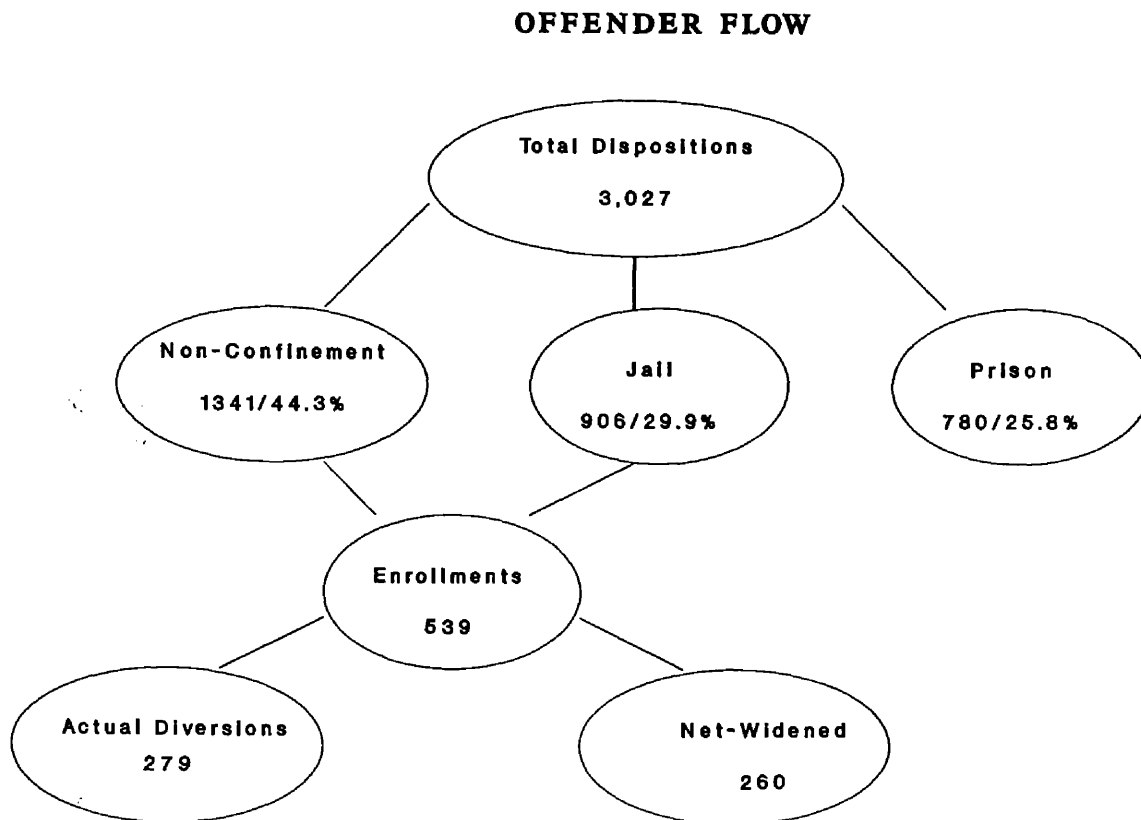 OFFENDER FLOW
Total Dispositions
3,027
Non-Confinement
1341/44.3%
Jail
906/29.9%
Prison
780/25.8%
Enrollments
539
Actual Diversions
279
Net-Widened
260